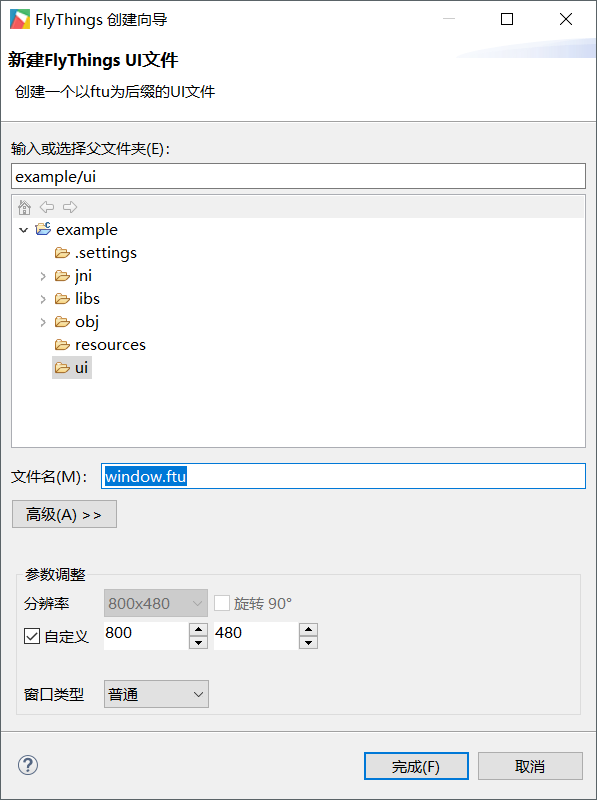 FlyThings 创建向导
新建FlyThings UI文件
创建一个以ftu为后缀的UI文件
输入或选择父文件夹(E):
example/ui
example
.settings
jni
libs
obj
resources
ui
文件名(M): window.ftu
高级(A) >>
参数调整
分辨率 800x480 旋转 90°
自定义 800 480
窗口类型 普通
完成(F) 取消